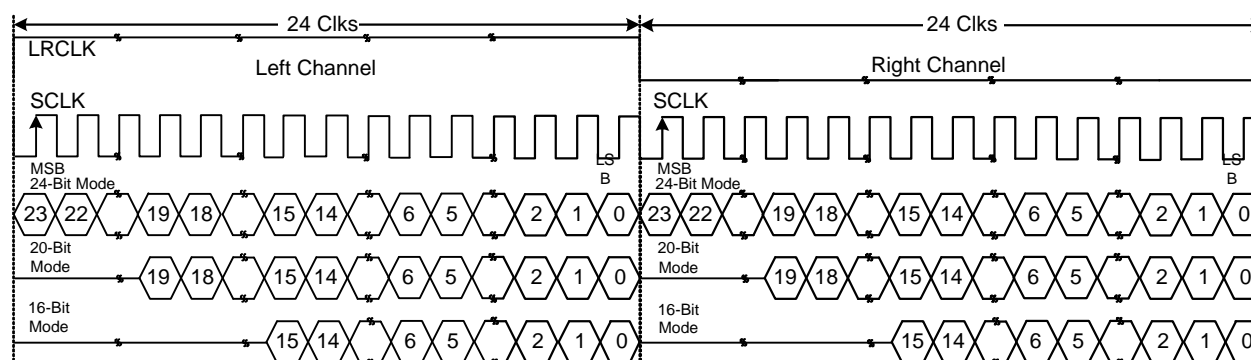 24 Clks 24 Clks
LRCLK
Left Channel Right Channel
SCLK SCLK
MSB LS MSB LS
24-Bit Mode B 24-Bit Mode B
23 22 19 18 15 14 6 5 2 1 0 23 22 19 18 15 14 6 5 2 1 0
20-Bit 20-Bit
Mode 19 18 15 14 6 5 2 1 0 Mode 19 18 15 14 6 5 2 1 0
16-Bit 16-Bit
Mode 15 14 6 5 2 1 0 Mode 15 14 6 5 2 1 0